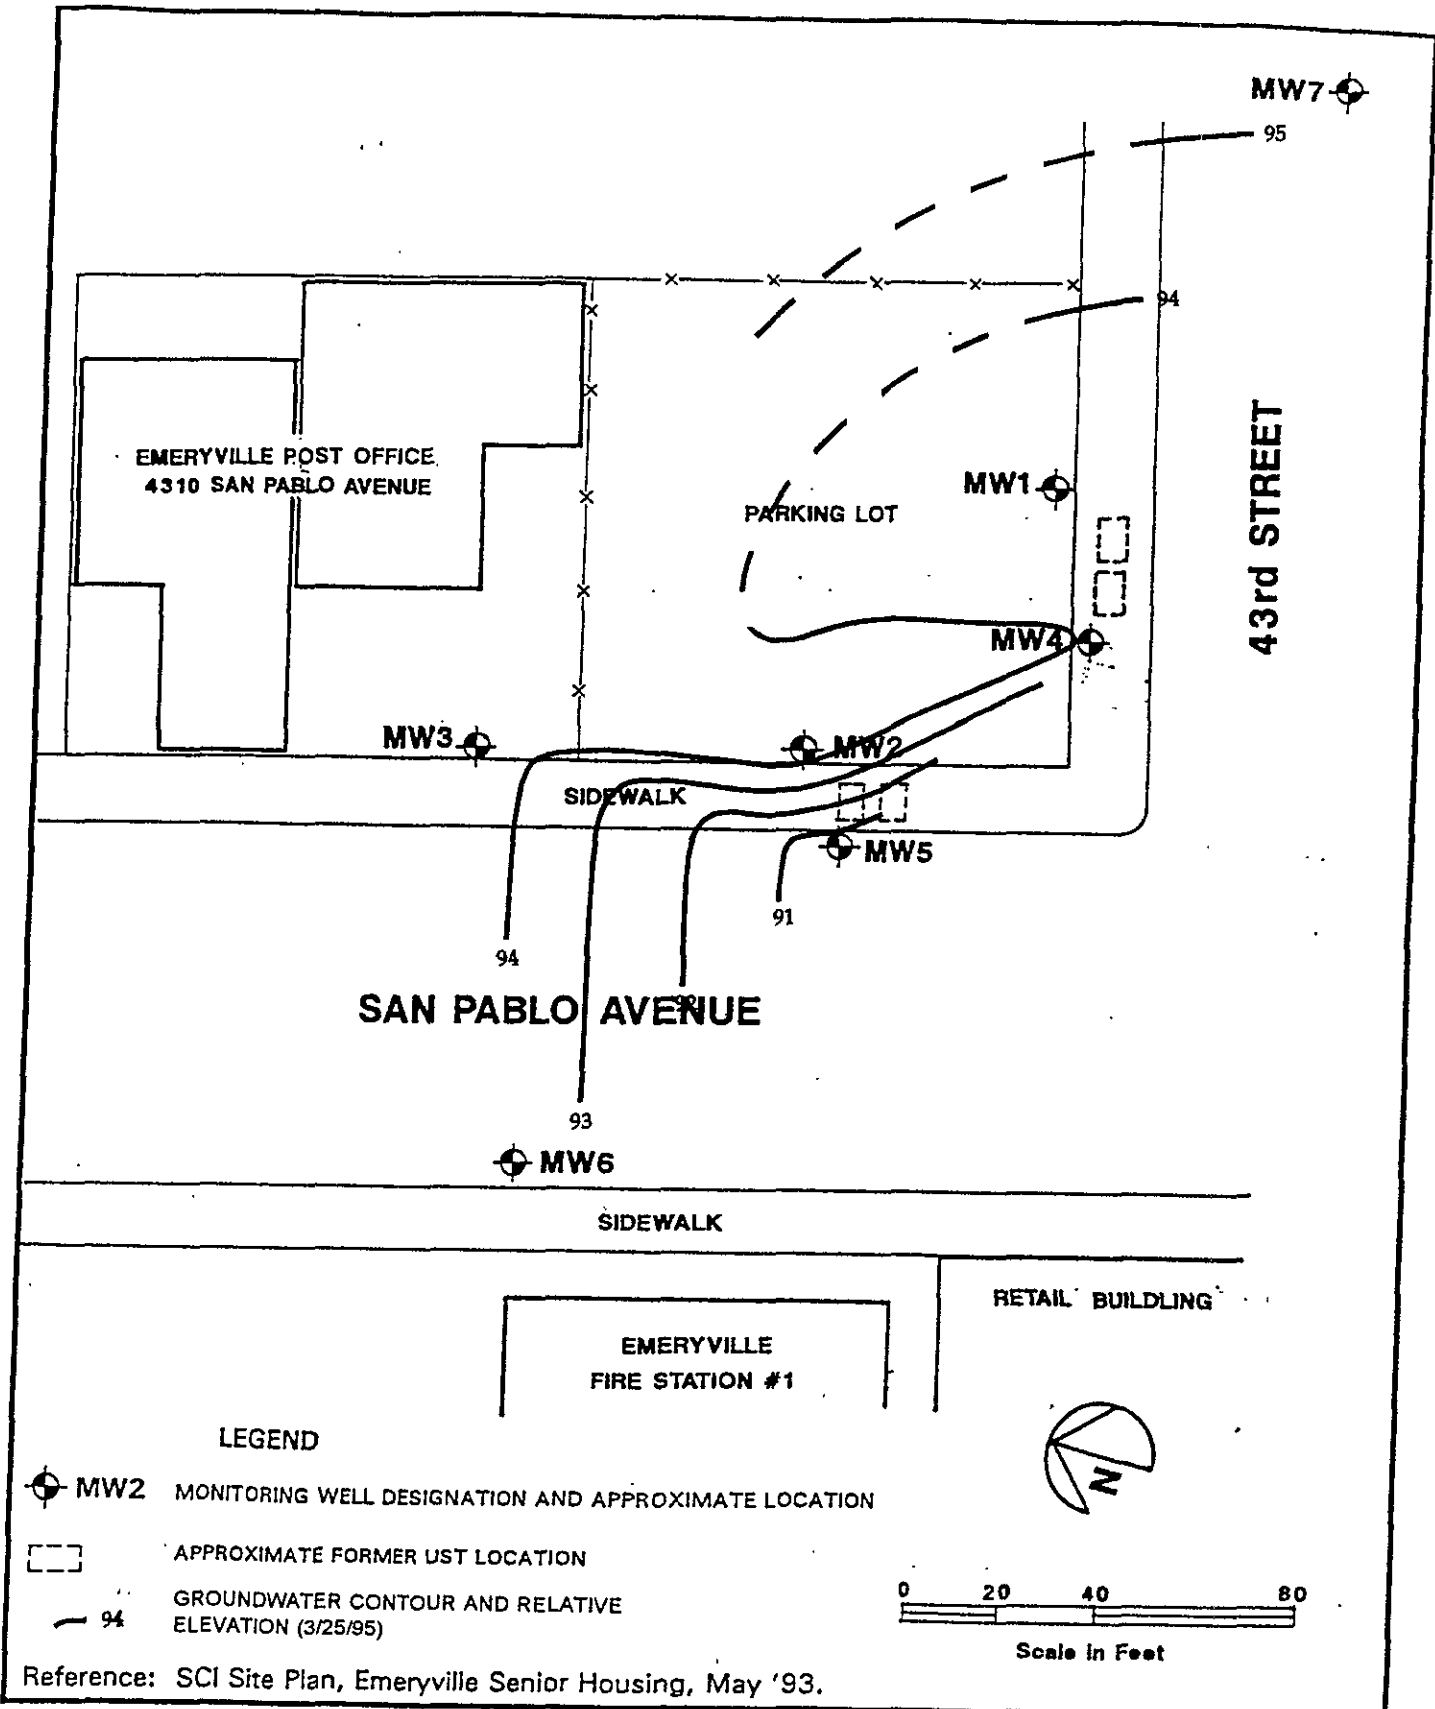 MW7
95
94
EMERYVILLE POST OFFICE
4310 SAN PABLO AVENUE
MW1
PARKING LOT
43rd STREET
MW4
MW3
MW2
SIDEWALK
MW5
91
94
92
SAN PABLO AVENUE
93
MW6
SIDEWALK
RETAIL BUILDLING
EMERYVILLE
FIRE STATION #1
N
LEGEND
MW2 MONITORING WELL DESIGNATION AND APPROXIMATE LOCATION
APPROXIMATE FORMER UST LOCATION
94 GROUNDWATER CONTOUR AND RELATIVE
ELEVATION (3/25/95)
0 20 40 80
Scale in Feet
Reference: SCI Site Plan, Emeryville Senior Housing, May '93.